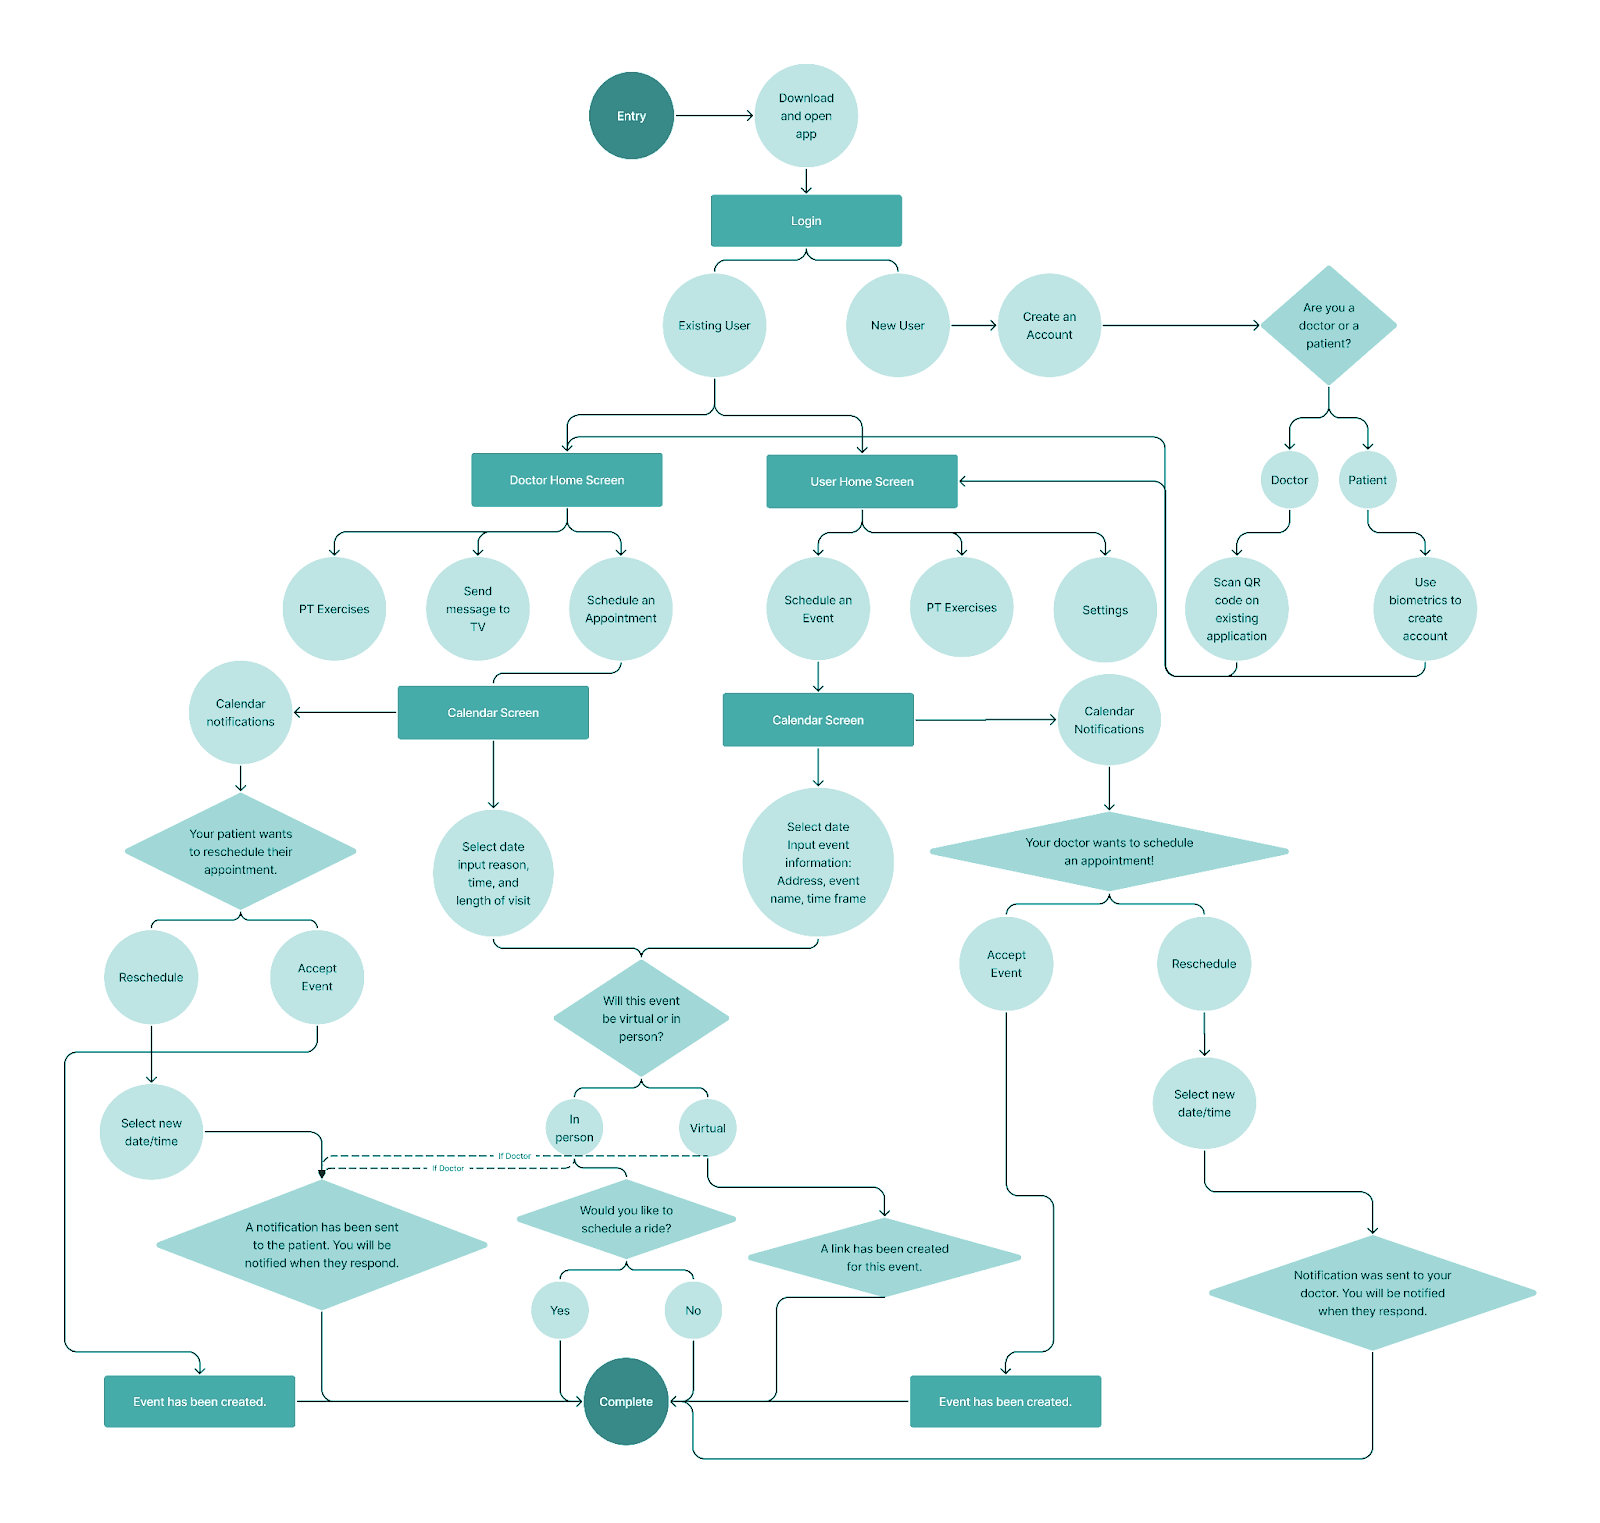 Entry
Download
and open
app
Login
Existing User
New User
Create an
Account
Are you a
doctor or a
patient?
Doctor
Patient
Doctor Home Screen
User Home Screen
PT Exercises
Send
message to
TV
Schedule an
Appointment
Schedule an
Event
PT Exercises
Settings
Scan QR
code on
existing
application
Use
biometrics to
create
account
Calendar
notifications
Calendar Screen
Calendar Screen
Calendar
Notifications
Your patient wants
to reschedule their
appointment.
Select date
input reason,
time, and
length of visit
Select date
Input event
information:
Address, event
name, time frame
Your doctor wants to schedule
an appointment!
Reschedule
Accept
Event
Will this event
be virtual or in
person?
Accept
Event
Reschedule
Select new
date/time
In
person
Virtual
Select new
date/time
If Doctor
If Doctor
A notification has been sent
to the patient. You will be
notified when they respond.
Would you like to
schedule a ride?
A link has been created
for this event.
Notification was sent to your
doctor. You will be notified
when they respond.
Yes
No
Event has been created.
Complete
Event has been created.